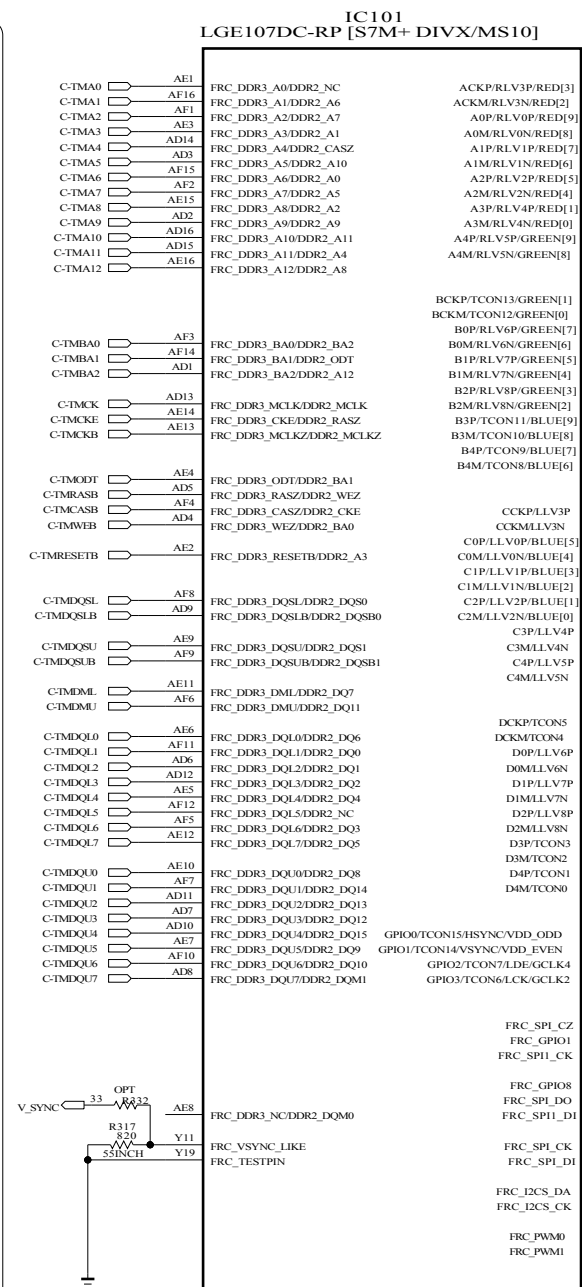 IC101
LGE107DC-RP [S7M+ DIVX/MS10]
C-TMA0 AE1 FRC_DDR3_A0/DDR2_NC ACKP/RLV3P/RED[3]
C-TMA1 AF16 FRC_DDR3_A1/DDR2_A6 ACKM/RLV3N/RED[2]
C-TMA2 AF1 FRC_DDR3_A2/DDR2_A7 A0P/RLV0P/RED[9]
C-TMA3 AE3 FRC_DDR3_A3/DDR2_A1 A0M/RLV0N/RED[8]
C-TMA4 AD14 FRC_DDR3_A4/DDR2_CASZ A1P/RLV1P/RED[7]
C-TMA5 AD3 FRC_DDR3_A5/DDR2_A10 A1M/RLV1N/RED[6]
C-TMA6 AF15 FRC_DDR3_A6/DDR2_A0 A2P/RLV2P/RED[5]
C-TMA7 AF2 FRC_DDR3_A7/DDR2_A5 A2M/RLV2N/RED[4]
C-TMA8 AE15 FRC_DDR3_A8/DDR2_A2 A3P/RLV4P/RED[1]
C-TMA9 AD2 FRC_DDR3_A9/DDR2_A9 A3M/RLV4N/RED[0]
C-TMA10 AD16 FRC_DDR3_A10/DDR2_A11 A4P/RLV5P/GREEN[9]
C-TMA11 AD15 FRC_DDR3_A11/DDR2_A4 A4M/RLV5N/GREEN[8]
C-TMA12 AE16 FRC_DDR3_A12/DDR2_A8
BCKP/TCON13/GREEN[1]
BCKM/TCON12/GREEN[0]
B0P/RLV6P/GREEN[7]
C-TMBA0 AF3 FRC_DDR3_BA0/DDR2_BA2 B0M/RLV6N/GREEN[6]
C-TMBA1 AF14 FRC_DDR3_BA1/DDR2_ODT B1P/RLV7P/GREEN[5]
C-TMBA2 AD1 FRC_DDR3_BA2/DDR2_A12 B1M/RLV7N/GREEN[4]
B2P/RLV8P/GREEN[3]
C-TMCK AD13 FRC_DDR3_MCLK/DDR2_MCLK B2M/RLV8N/GREEN[2]
C-TMCKE AE14 FRC_DDR3_CKE/DDR2_RASZ B3P/TCON11/BLUE[9]
C-TMCKB AE13 FRC_DDR3_MCLKZ/DDR2_MCLKZ B3M/TCON10/BLUE[8]
B4P/TCON9/BLUE[7]
B4M/TCON8/BLUE[6]
C-TMODT AE4 FRC_DDR3_ODT/DDR2_BA1
C-TMRASB AD5 FRC_DDR3_RASZ/DDR2_WEZ
C-TMCASB AF4 FRC_DDR3_CASZ/DDR2_CKE CCKP/LLV3P
C-TMWEB AD4 FRC_DDR3_WEZ/DDR2_BA0 CCKM/LLV3N
C0P/LLV0P/BLUE[5]
C-TMRESETB AE2 FRC_DDR3_RESETB/DDR2_A3 C0M/LLV0N/BLUE[4]
C1P/LLV1P/BLUE[3]
C1M/LLV1N/BLUE[2]
C-TMDQSL AF8 FRC_DDR3_DQSL/DDR2_DQS0 C2P/LLV2P/BLUE[1]
C-TMDQSLB AD9 FRC_DDR3_DQSLB/DDR2_DQSB0 C2M/LLV2N/BLUE[0]
C3P/LLV4P
C-TMDQSU AE9 FRC_DDR3_DQSU/DDR2_DQS1 C3M/LLV4N
C-TMDQSUB AF9 FRC_DDR3_DQSUB/DDR2_DQSB1 C4P/LLV5P
C4M/LLV5N
C-TMDML AE11 FRC_DDR3_DML/DDR2_DQ7
C-TMDMU AF6 FRC_DDR3_DMU/DDR2_DQ11
DCKP/TCON5
C-TMDQL0 AE6 FRC_DDR3_DQL0/DDR2_DQ6 DCKM/TCON4
C-TMDQL1 AF11 FRC_DDR3_DQL1/DDR2_DQ0 D0P/LLV6P
C-TMDQL2 AD6 FRC_DDR3_DQL2/DDR2_DQ1 D0M/LLV6N
C-TMDQL3 AD12 FRC_DDR3_DQL3/DDR2_DQ2 D1P/LLV7P
C-TMDQL4 AE5 FRC_DDR3_DQL4/DDR2_DQ4 D1M/LLV7N
C-TMDQL5 AF12 FRC_DDR3_DQL5/DDR2_NC D2P/LLV8P
C-TMDQL6 AF5 FRC_DDR3_DQL6/DDR2_DQ3 D2M/LLV8N
C-TMDQL7 AE12 FRC_DDR3_DQL7/DDR2_DQ5 D3P/TCON3
D3M/TCON2
C-TMDQU0 AE10 FRC_DDR3_DQU0/DDR2_DQ8 D4P/TCON1
C-TMDQU1 AF7 FRC_DDR3_DQU1/DDR2_DQ14 D4M/TCON0
C-TMDQU2 AD11 FRC_DDR3_DQU2/DDR2_DQ13
C-TMDQU3 AD7 FRC_DDR3_DQU3/DDR2_DQ12
C-TMDQU4 AD10 FRC_DDR3_DQU4/DDR2_DQ15 GPIO0/TCON15/HSYNC/VDD_ODD
C-TMDQU5 AE7 FRC_DDR3_DQU5/DDR2_DQ9 GPIO1/TCON14/VSYNC/VDD_EVEN
C-TMDQU6 AF10 FRC_DDR3_DQU6/DDR2_DQ10 GPIO2/TCON7/LDE/GCLK4
C-TMDQU7 AD8 FRC_DDR3_DQU7/DDR2_DQM1 GPIO3/TCON6/LCK/GCLK2
FRC_SPI_CZ
FRC_GPIO1
FRC_SPI1_CK
OPT FRC_GPIO8
V_SYNC 33 R332 FRC_SPI_DO
AE8 FRC_DDR3_NC/DDR2_DQM0 FRC_SPI1_DI
R317
820 Y11 FRC_VSYNC_LIKE FRC_SPI_CK
55INCH Y19 FRC_TESTPIN FRC_SPI_DI
FRC_I2CS_DA
FRC_I2CS_CK
FRC_PWM0
FRC_PWM1